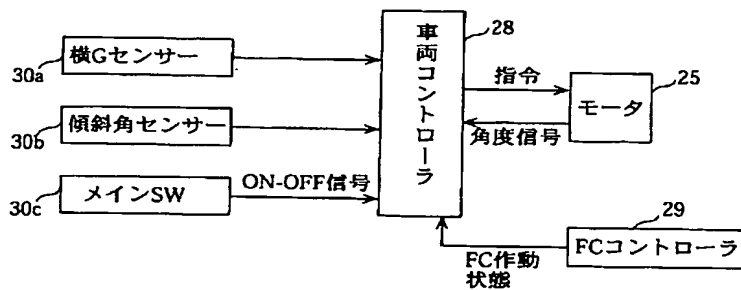 横Gセンサー
30a
傾斜角センサー
30b
メインSW
30c
ON-OFF信号
車両コントローラ
28
指令
角度信号
モータ
25
FCコントローラ
29
FC作動
状態